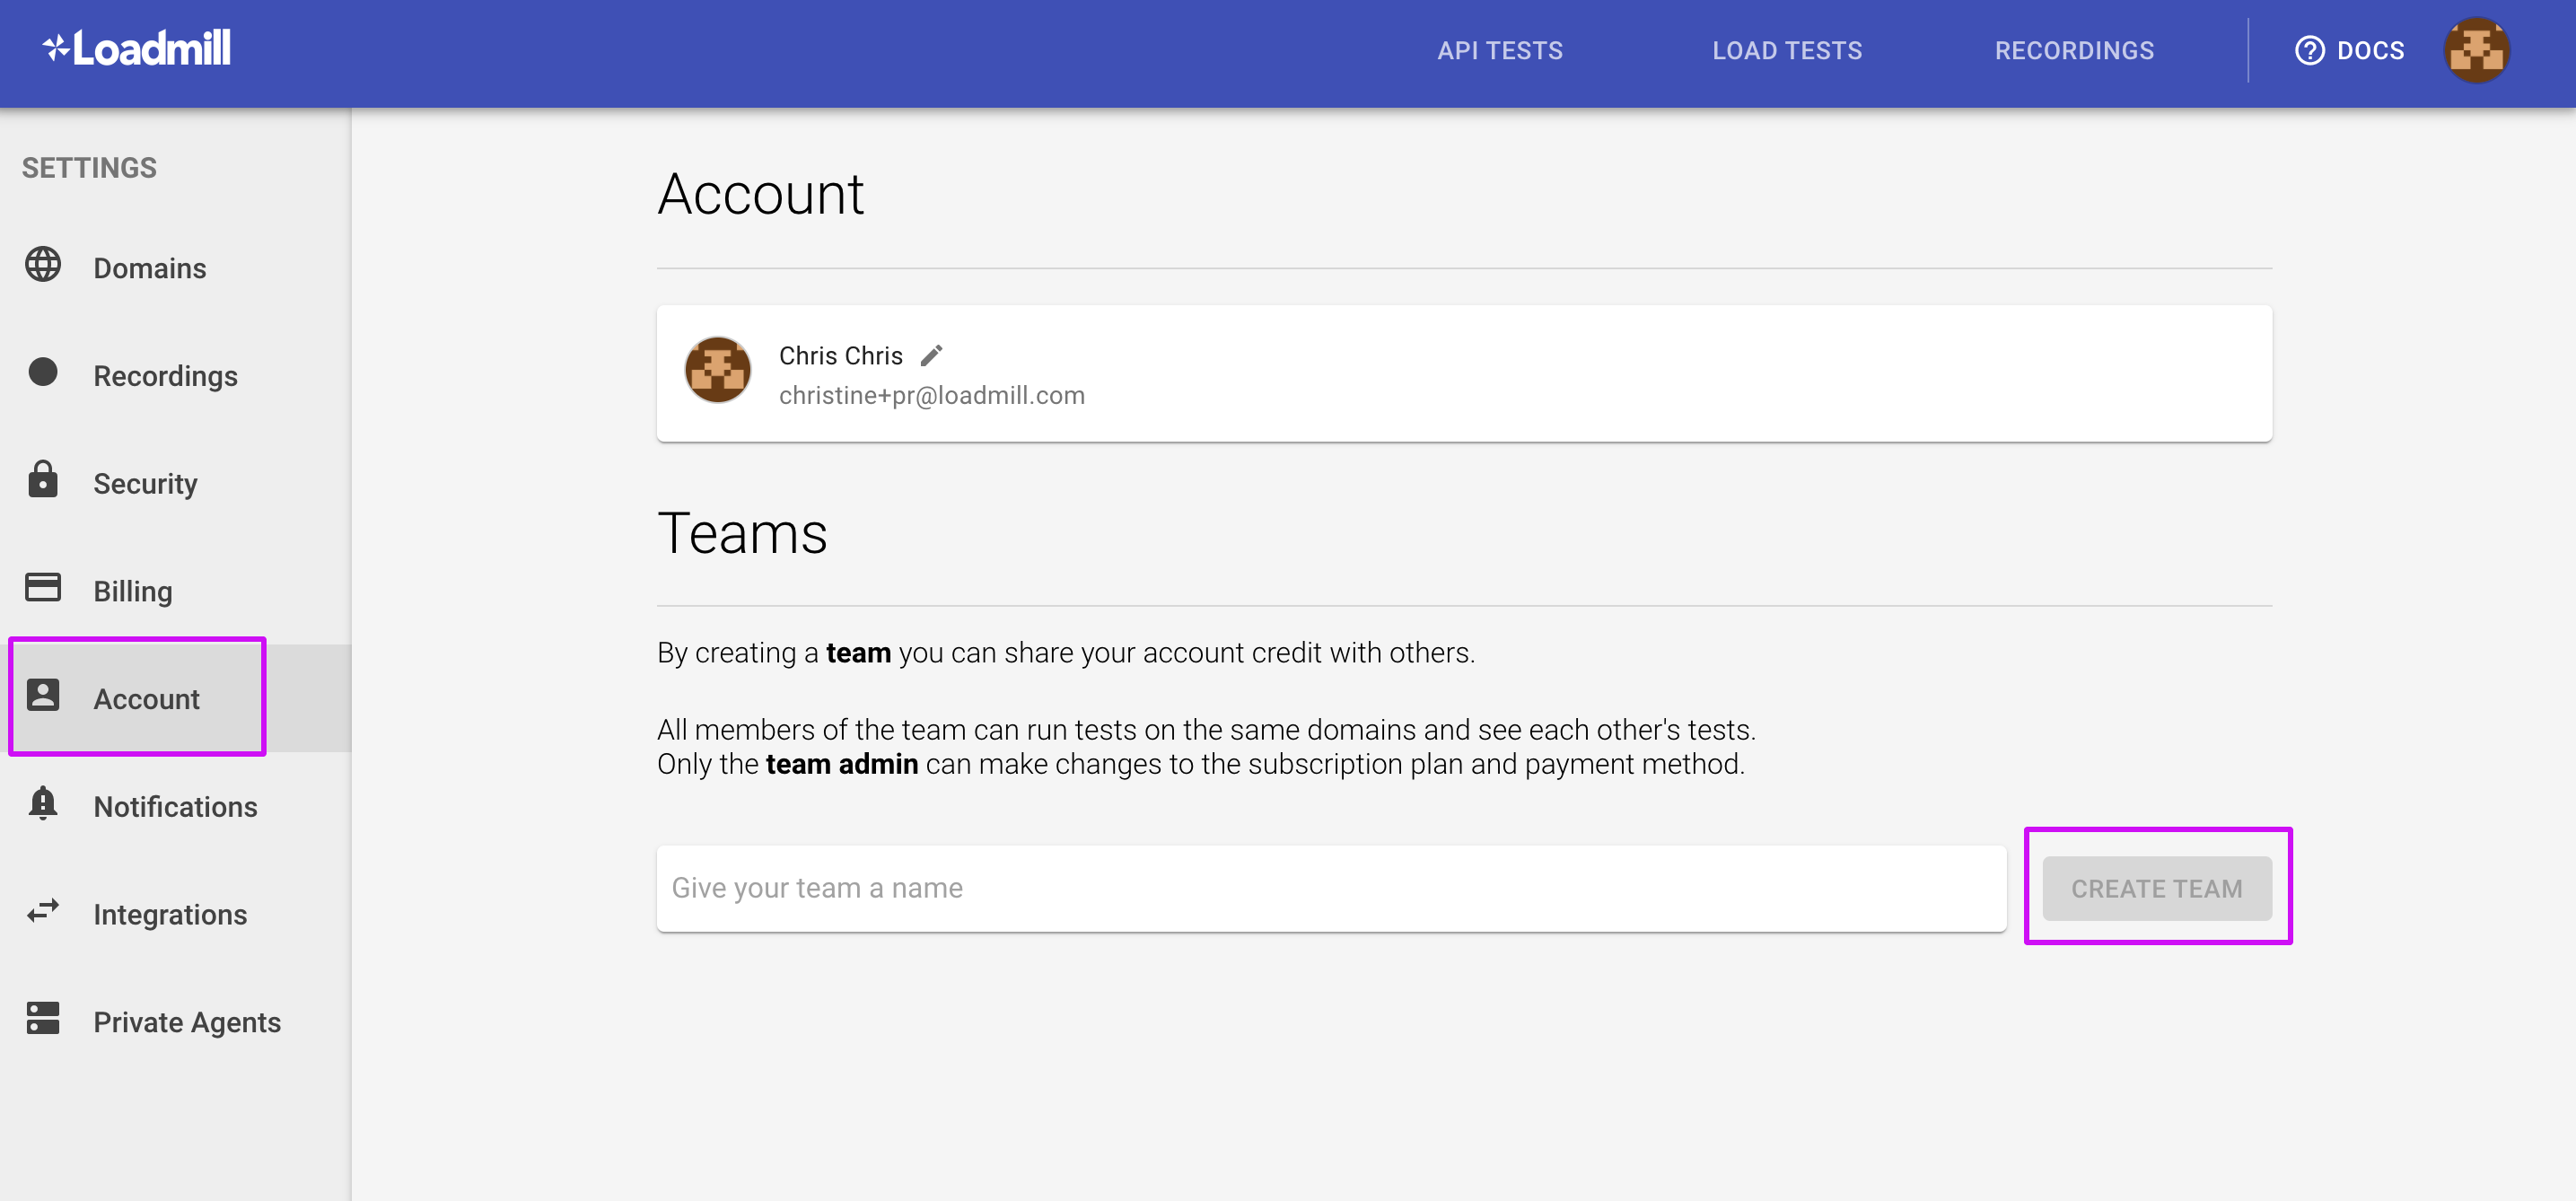 Loadmill
API TESTS
LOAD TESTS
RECORDINGS
DOCS
SETTINGS
Domains
Recordings
Security
Billing
Account
Notifications
Integrations
Private Agents
Account
Chris Chris
christine+pr@loadmill.com
Teams
By creating a team you can share your account credit with others.
All members of the team can run tests on the same domains and see each other's tests.
Only the team admin can make changes to the subscription plan and payment method.
Give your team a name
CREATE TEAM